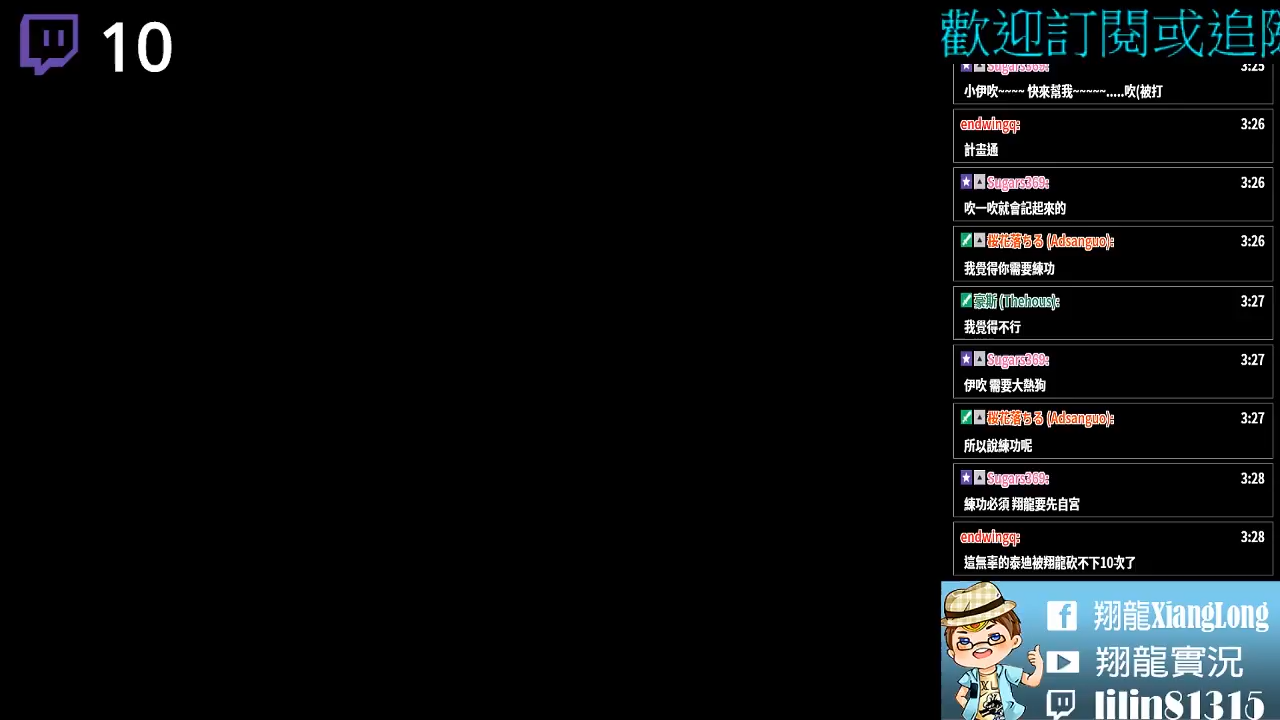 10
歡迎訂閱或追
Sugars369: 3:25
小伊吹~~~~ 快來幫我~~~~~.....吹(被打
endwingq: 3:26
計畫通
Sugars369: 3:26
吹一吹就會記起來的
桜花落ちる (Adsanguo): 3:26
我覺得你需要練功
豪斯 (Thehous): 3:27
我覺得不行
Sugars369: 3:27
伊吹 需要大熱狗
桜花落ちる (Adsanguo): 3:27
所以說練功呢
Sugars369: 3:28
練功必須 翔龍要先自宮
endwingq: 3:28
這無辜的泰迪被翔龍砍不下10次了
翔龍XiangLong
翔龍實況
lilin81315